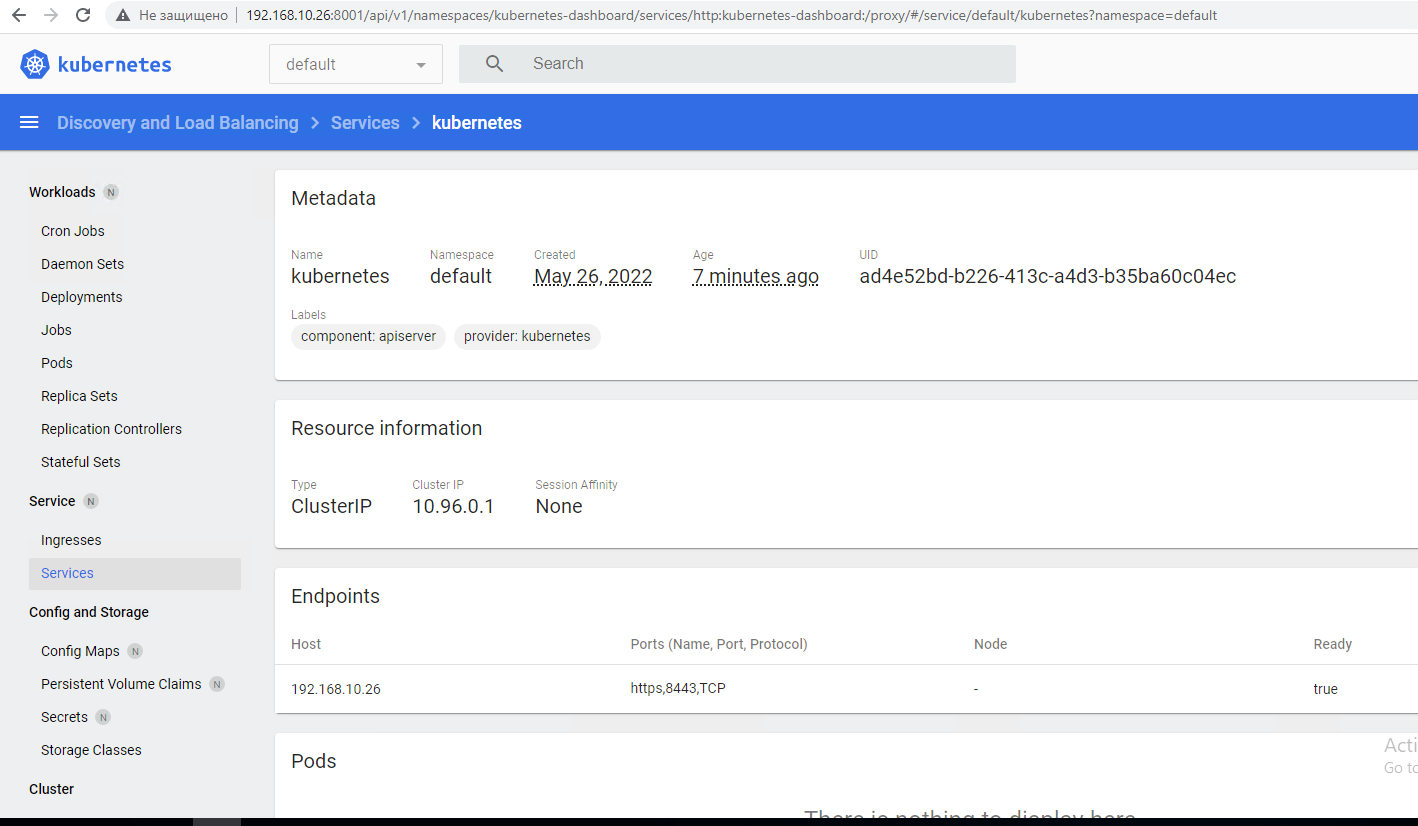 Не защищено 192.168.10.26:8001/api/v1/namespaces/kubernetes-dashboard/services/http:kubernetes-dashboard:/proxy/#/service/default/kubernetes?namespace=default
kubernetes default Search
Discovery and Load Balancing Services kubernetes
Workloads N
Cron Jobs
Daemon Sets
Deployments
Jobs
Pods
Replica Sets
Replication Controllers
Stateful Sets
Service N
Ingresses
Services
Config and Storage
Config Maps N
Persistent Volume Claims N
Secrets N
Storage Classes
Cluster
Metadata
Name Namespace Created Age UID
kubernetes default May 26, 2022 7 minutes ago ad4e52bd-b226-413c-a4d3-b35ba60c04ec
Labels
component: apiserver provider: kubernetes
Resource information
Type Cluster IP Session Affinity
ClusterIP 10.96.0.1 None
Endpoints
Host Ports (Name, Port, Protocol) Node Ready
192.168.10.26 https,8443,TCP - true
Pods
There is nothing to display here
Acti
Go to